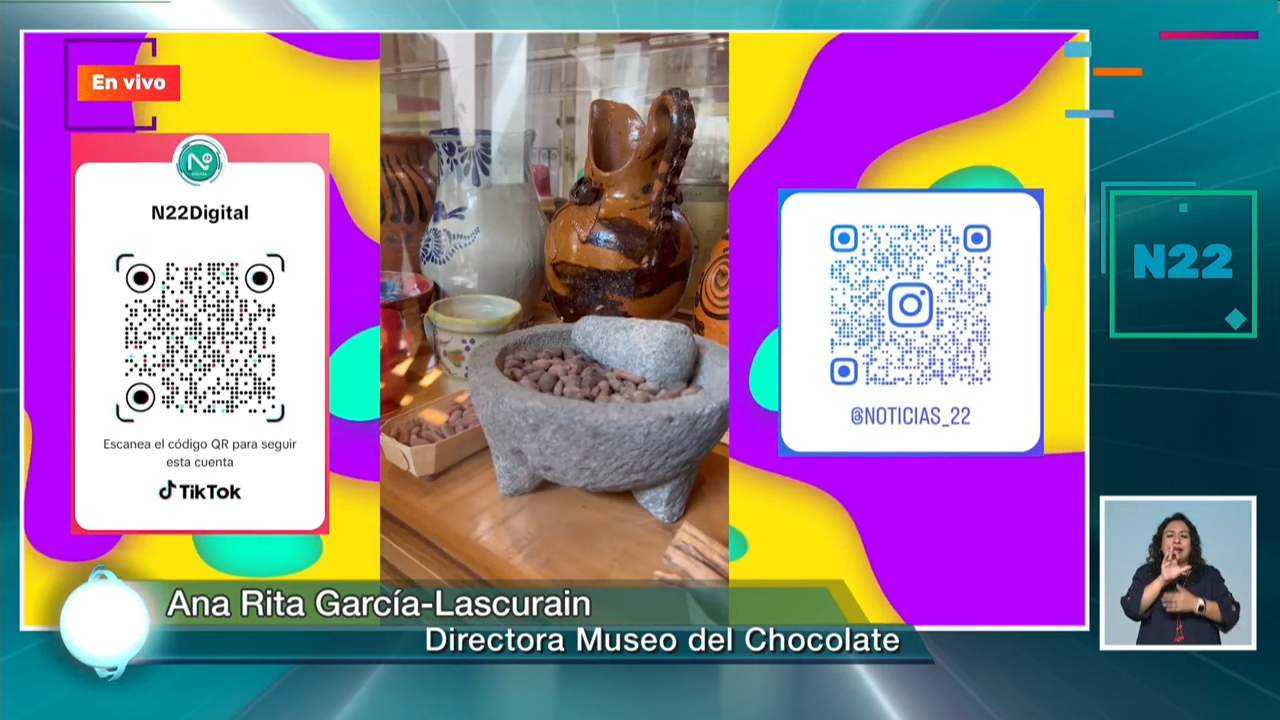 En vivo
N22Digital
Escanea el código QR para seguir
esta cuenta
TikTok
@NOTICIAS_22
N22
Ana Rita García-Lascurain
Directora Museo del Chocolate